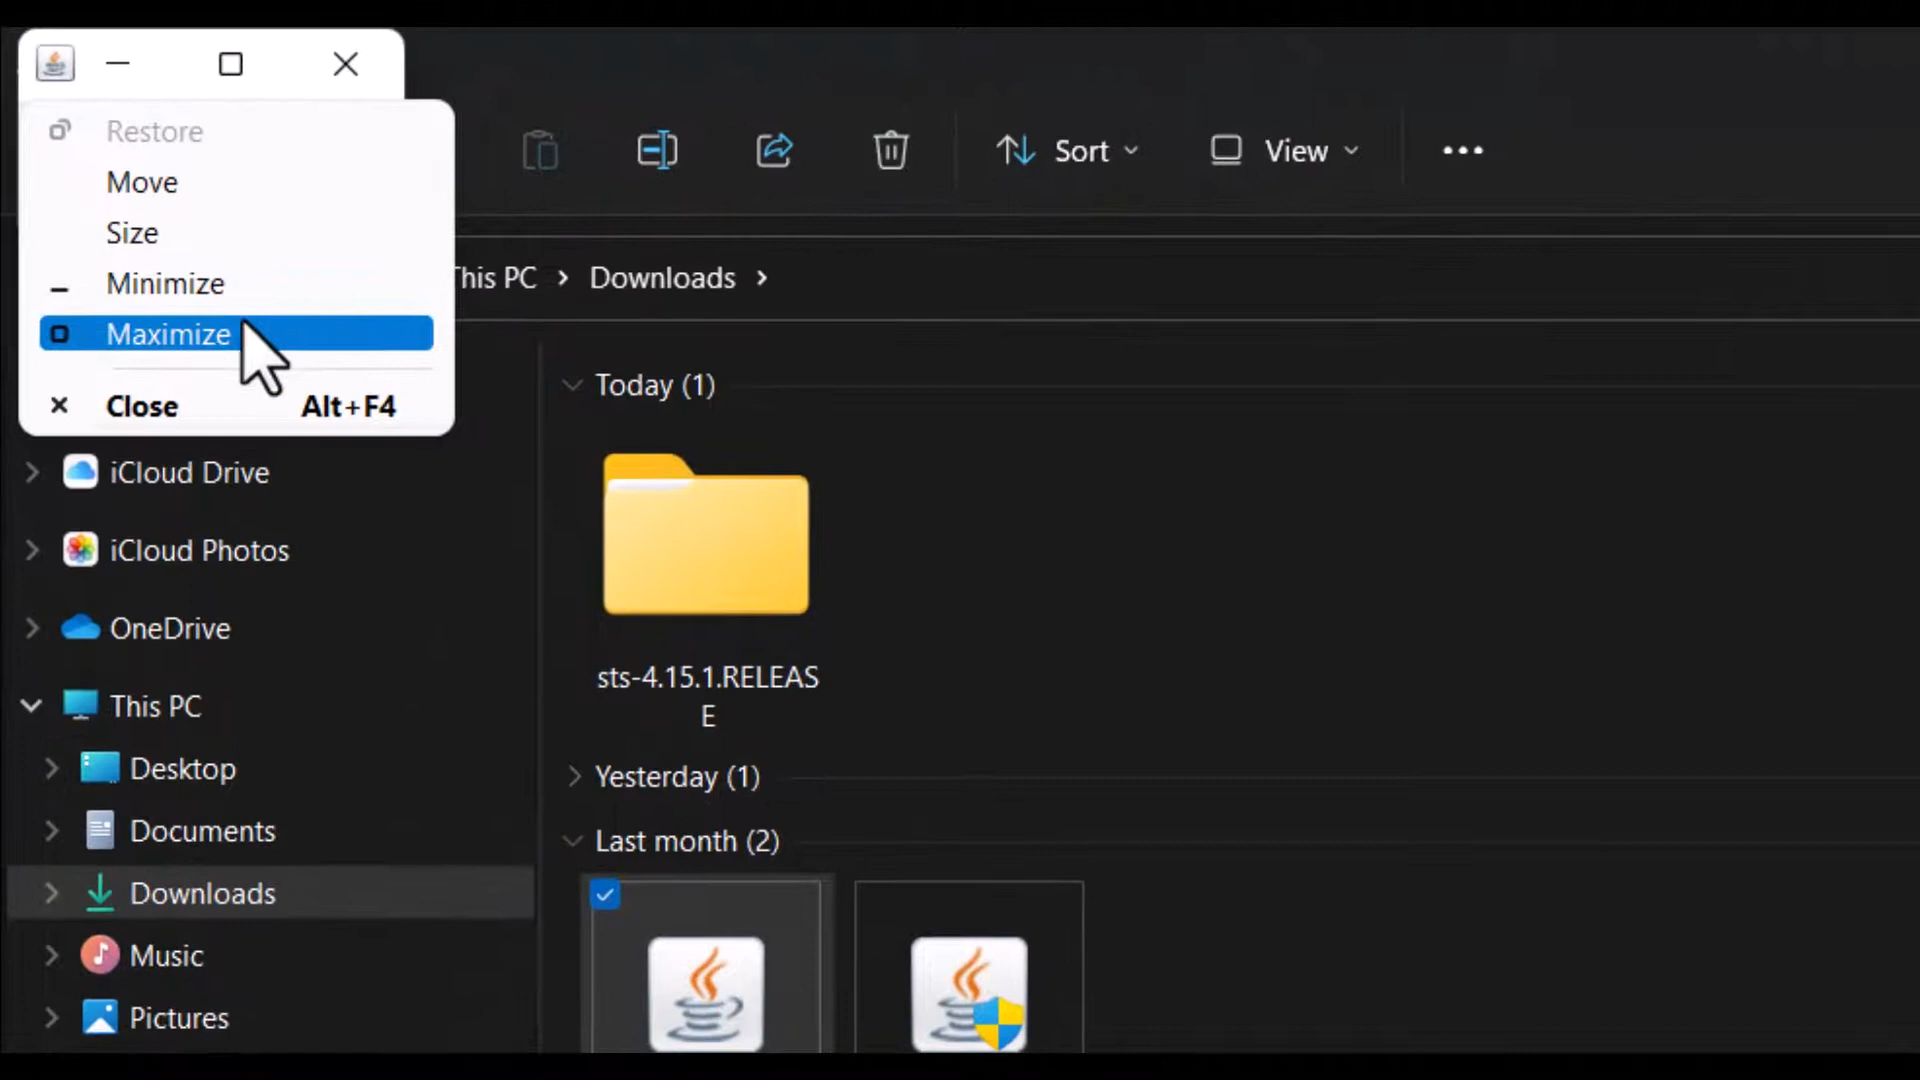 Restore
Move
Size
Minimize
Maximize
Close Alt+F4
Sort
View
This PC > Downloads >
iCloud Drive
iCloud Photos
OneDrive
This PC
Desktop
Documents
Downloads
Music
Pictures
Today (1)
sts-4.15.1.RELEAS
E
Yesterday (1)
Last month (2)